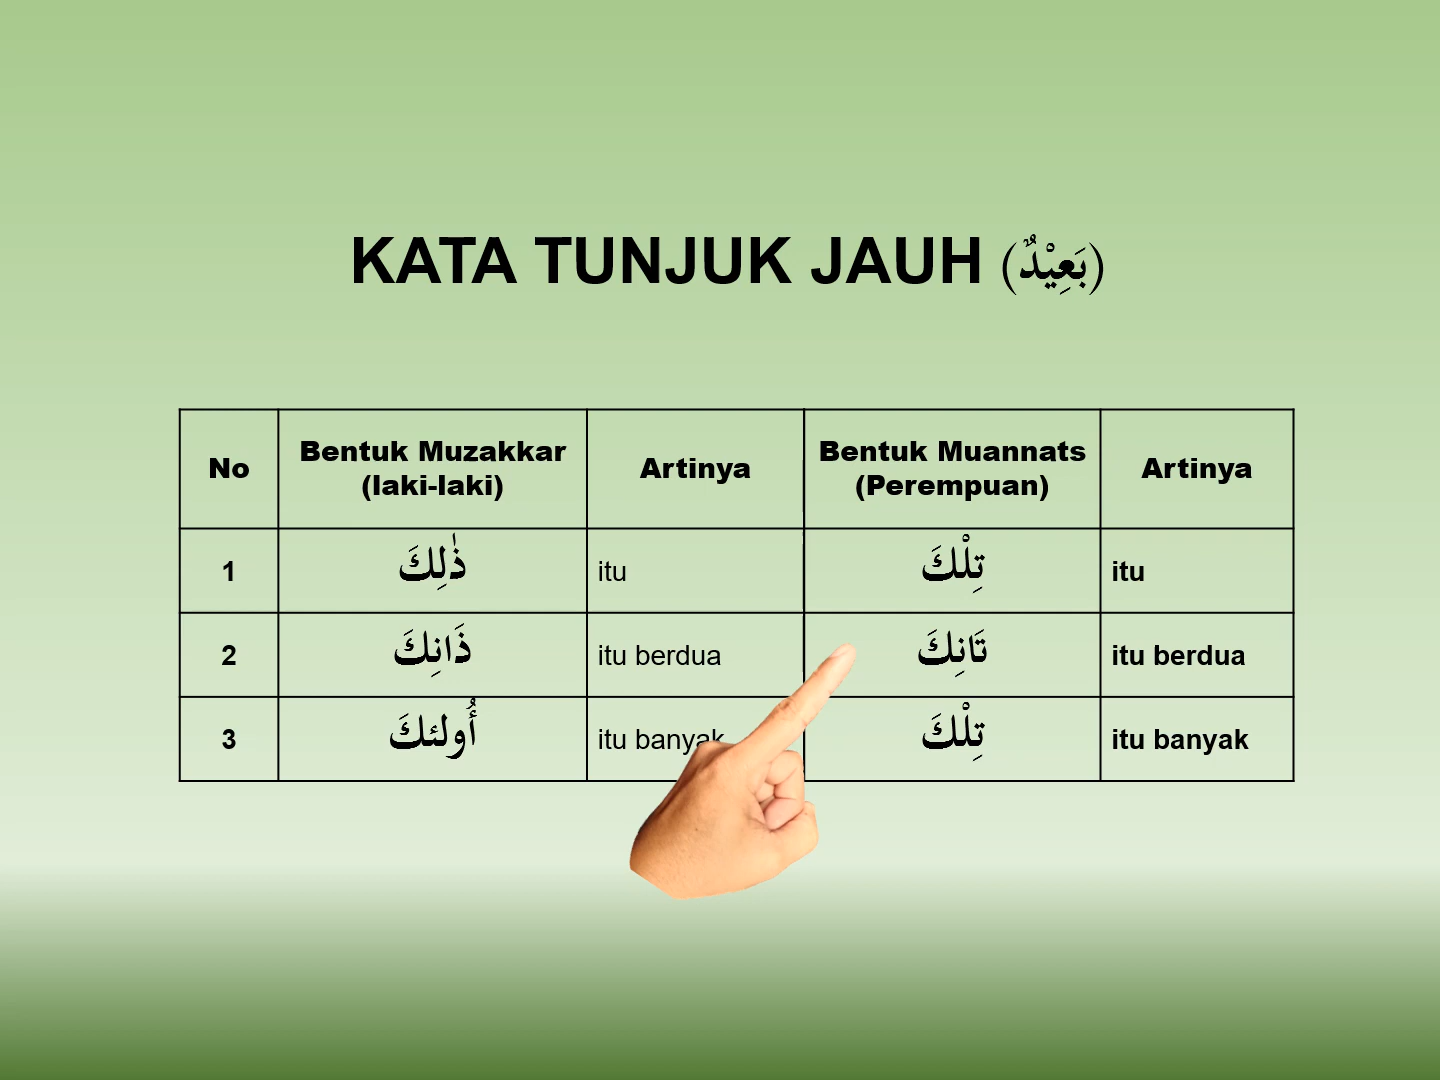 KATA TUNJUK JAUH (بَعِيْدٌ)
No Bentuk Muzakkar (laki-laki) Artinya Bentuk Muannats (Perempuan) Artinya
1 ذٰلِكَ itu تِلْكَ itu
2 ذَانِكَ itu berdua تَانِكَ itu berdua
3 أُولئكَ itu banyak تِلْكَ itu banyak